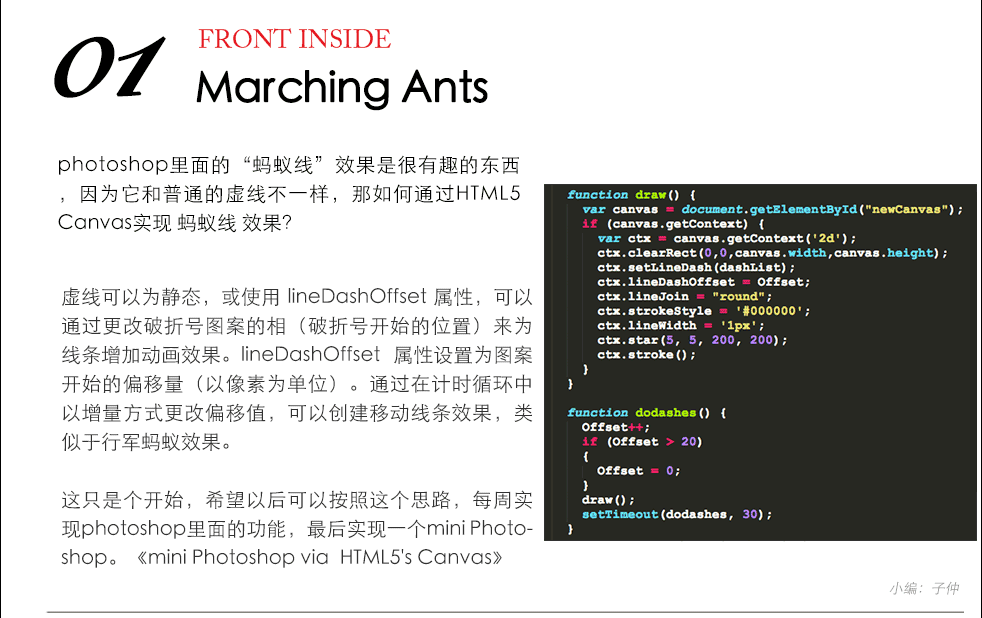 01
FRONT INSIDE
Marching Ants
photoshop里面的“蚂蚁线”效果是很有趣的东西
，因为它和普通的虚线不一样，那如何通过HTML5
Canvas实现 蚂蚁线 效果?
虚线可以为静态，或使用 lineDashOffset 属性，可以
通过更改破折号图案的相（破折号开始的位置）来为
线条增加动画效果。lineDashOffset 属性设置为图案
开始的偏移量（以像素为单位）。通过在计时循环中
以增量方式更改偏移值，可以创建移动线条效果，类
似于行军蚂蚁效果。
这只是个开始，希望以后可以按照这个思路，每周实
现photoshop里面的功能，最后实现一个mini Photo-
shop。《mini Photoshop via HTML5's Canvas》
function draw() {
var canvas = document.getElementById("newCanvas");
if (canvas.getContext) {
var ctx = canvas.getContext('2d');
ctx.clearRect(0,0,canvas.width,canvas.height);
ctx.setLineDash(dashList);
ctx.lineDashOffset = Offset;
ctx.lineJoin = "round";
ctx.strokeStyle = '#000000';
ctx.lineWidth = '1px';
ctx.star(5, 5, 200, 200);
ctx.stroke();
}
}
function dodashes() {
Offset++;
if (Offset > 20)
{
Offset = 0;
}
draw();
setTimeout(dodashes, 30);
}
小编：子仲